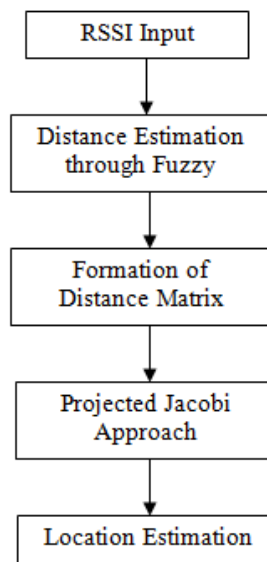 RSSI Input
Distance Estimation
through Fuzzy
Formation of
Distance Matrix
Projected Jacobi
Approach
Location Estimation